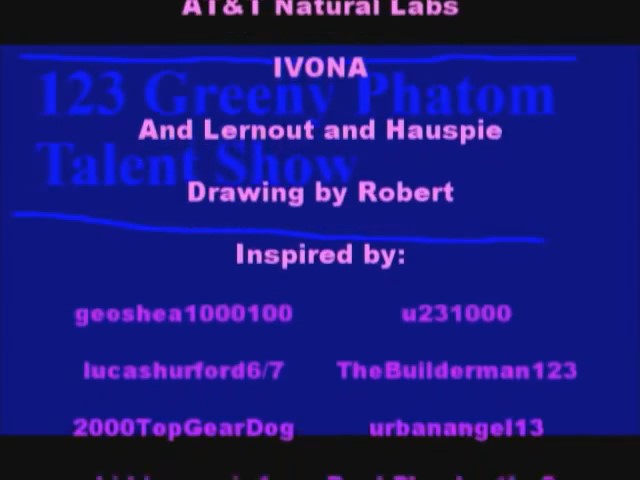 AT&T Natural Labs
IVONA
123 Greeny Phatom
And Lernout and Hauspie
Talent Show
Drawing by Robert
Inspired by:
geoshea1000100 u231000
lucashurford6/7 TheBuilderman123
2000TopGearDog urbanangel13